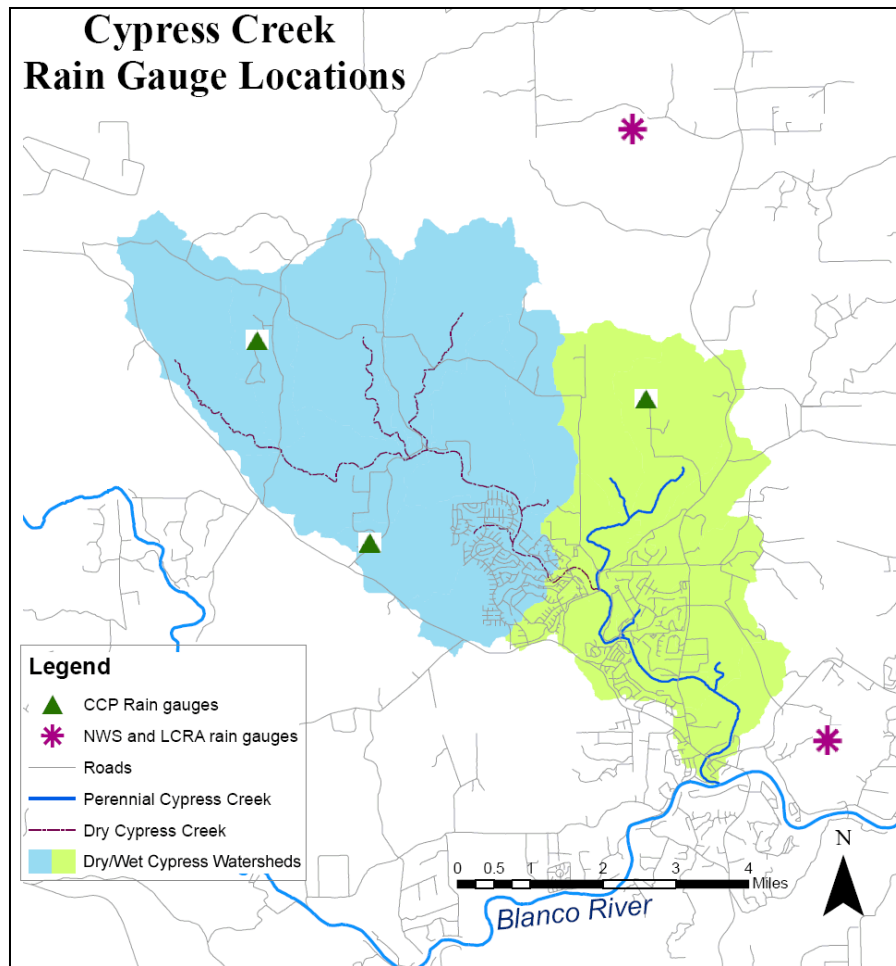 Cypress Creek
Rain Gauge Locations
Legend
CCP Rain gauges
NWS and LCRA rain gauges
Roads
Perennial Cypress Creek
Dry Cypress Creek
Dry/Wet Cypress Watersheds
0 0.5 1 2 3 4
Miles
N
Blanco River